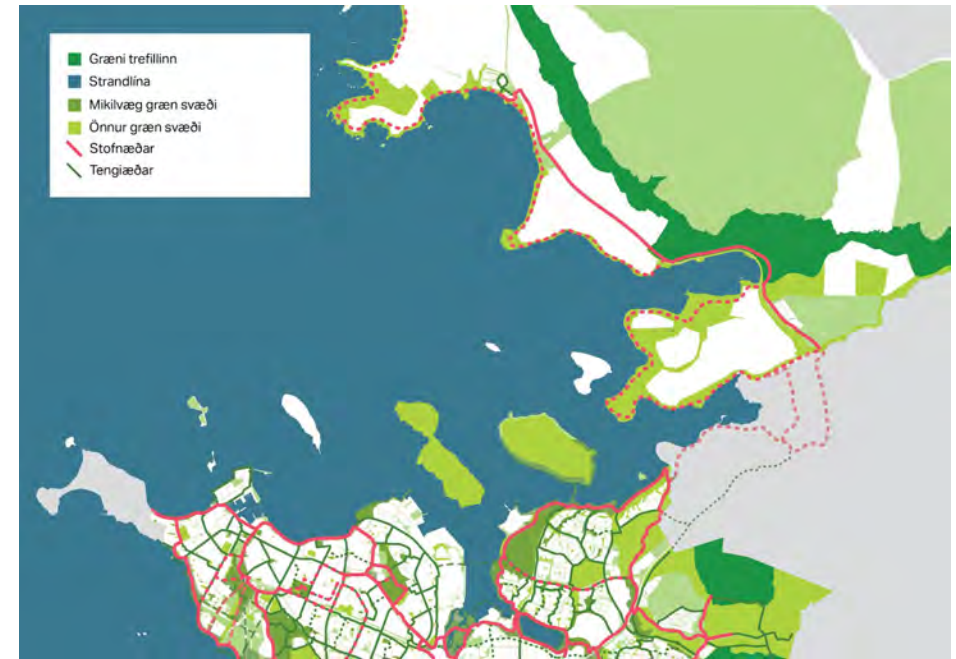 Græni trefillinn
Strandlína
Mikilvæg græn svæði
Önnur græn svæði
Stofnæðar
Tengiæðar